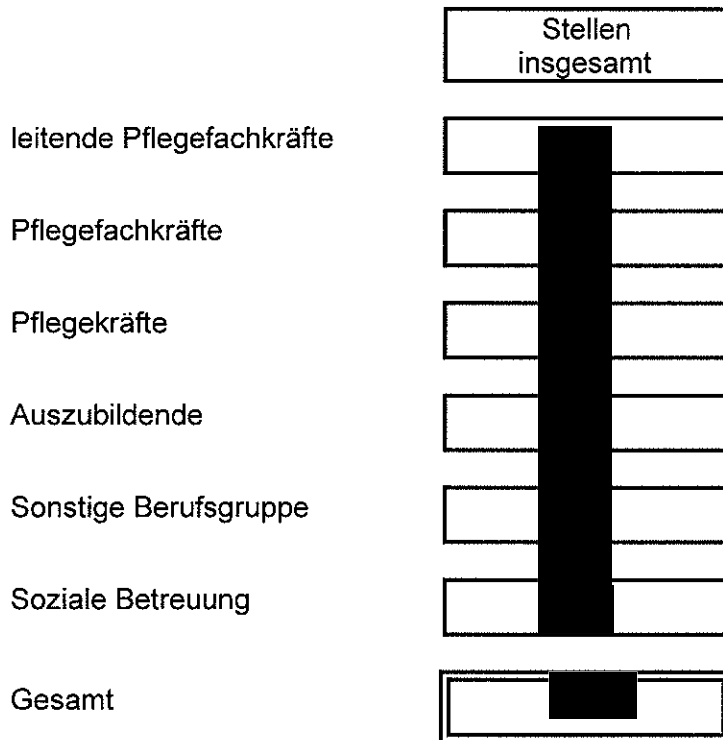 Stellen
insgesamt
leitende Pflegefachkräfte
Pflegefachkräfte
Pflegekräfte
Auszubildende
Sonstige Berufsgruppe
Soziale Betreuung
Gesamt